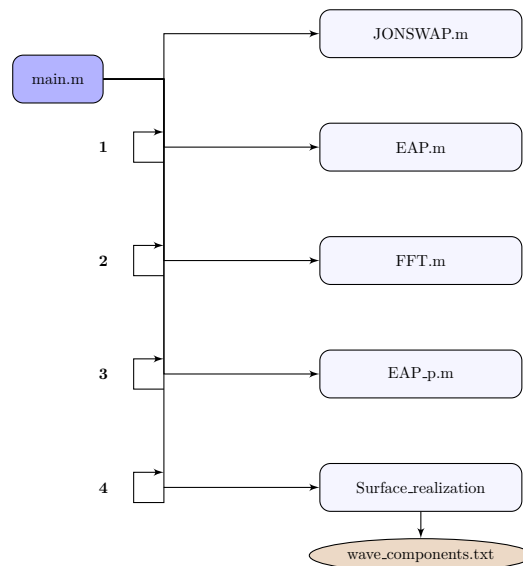 JONSWAP.m
main.m
1
EAP.m
2
FFT.m
3
EAP_p.m
4
Surface_realization
wave_components.txt